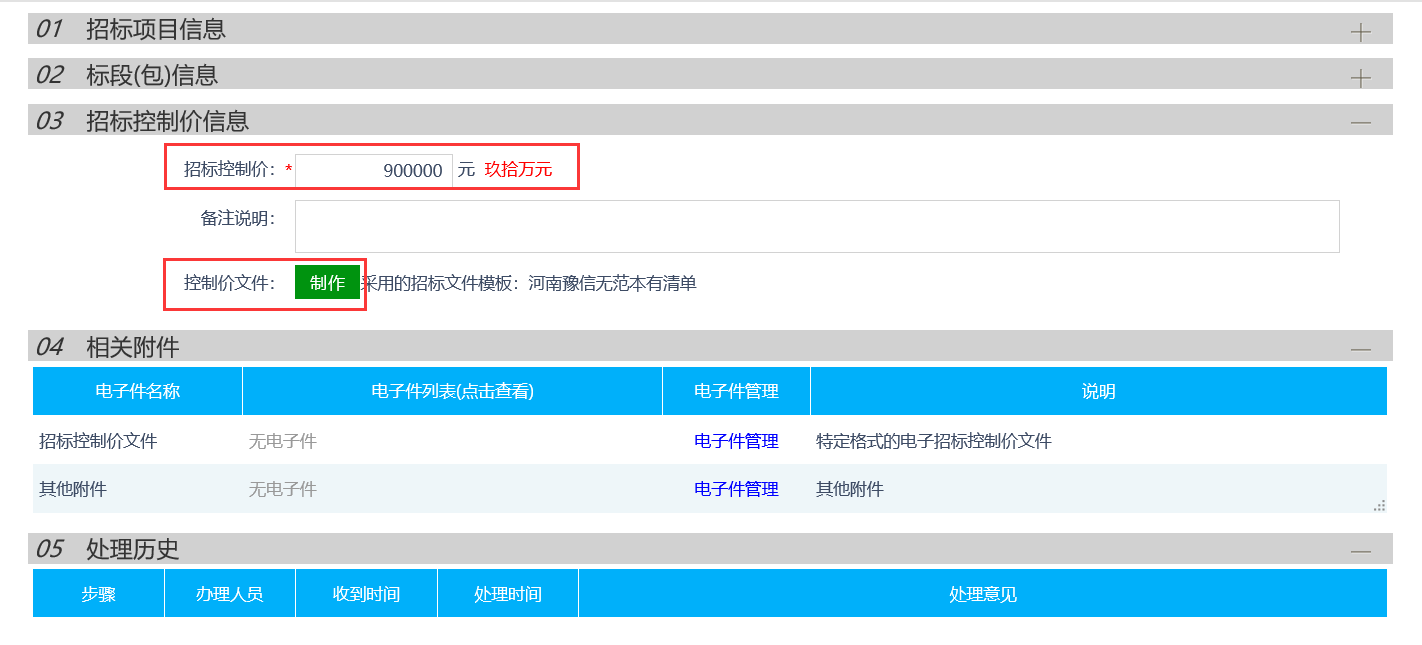 01 招标项目信息
02 标段(包)信息
03 招标控制价信息
招标控制价： * 900000 元 玖拾万元
备注说明：
控制价文件： 制作 采用的招标文件模板：河南豫信无范本有清单
04 相关附件
电子件名称 电子件列表(点击查看) 电子件管理 说明
招标控制价文件 无电子件 电子件管理 特定格式的电子招标控制价文件
其他附件 无电子件 电子件管理 其他附件
05 处理历史
步骤 办理人员 收到时间 处理时间 处理意见